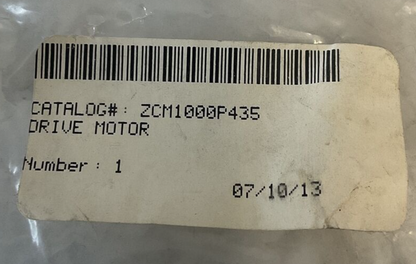 CATALOG#: ZCM1000P435
DRIVE MOTOR
Number: 1
07/10/13